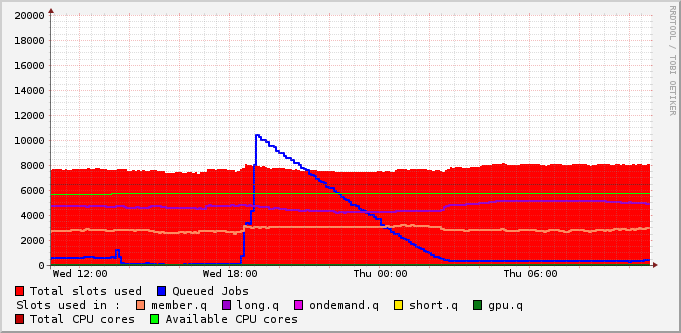 20000
18000
16000
14000
12000
10000
8000
6000
4000
2000
0
Wed 12:00 Wed 18:00 Thu 00:00 Thu 06:00
Total slots used Queued Jobs
Slots used in : member.q long.q ondemand.q short.q gpu.q
Total CPU cores Available CPU cores
RRDTOOL / TOBI OETIKER